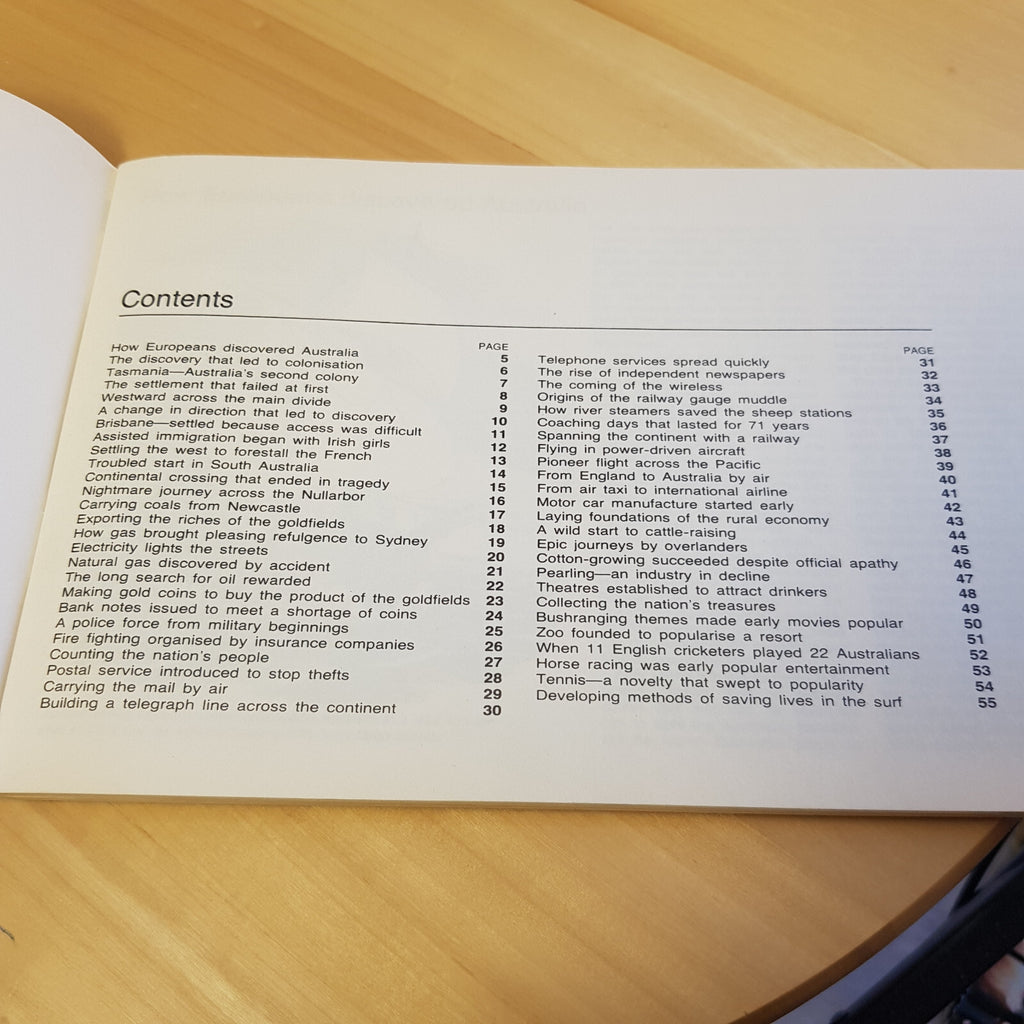 Contents
PAGE
How Europeans discovered Australia 5
The discovery that led to colonisation 6
Tasmania—Australia's second colony 7
The settlement that failed at first 8
Westward across the main divide 9
A change in direction that led to discovery 10
Brisbane—settled because access was difficult 11
Assisted immigration began with Irish girls 12
Settling the west to forestall the French 13
Troubled start in South Australia 14
Continental crossing that ended in tragedy 15
Nightmare journey across the Nullarbor 16
Carrying coals from Newcastle 17
Exporting the riches of the goldfields 18
How gas brought pleasing refulgence to Sydney 19
Electricity lights the streets 20
Natural gas discovered by accident 21
The long search for oil rewarded 22
Making gold coins to buy the product of the goldfields 23
Bank notes issued to meet a shortage of coins 24
A police force from military beginnings 25
Fire fighting organised by insurance companies 26
Counting the nation's people 27
Postal service introduced to stop thefts 28
Carrying the mail by air 29
Building a telegraph line across the continent 30
PAGE
Telephone services spread quickly 31
The rise of independent newspapers 32
The coming of the wireless 33
Origins of the railway gauge muddle 34
How river steamers saved the sheep stations 35
Coaching days that lasted for 71 years 36
Spanning the continent with a railway 37
Flying in power-driven aircraft 38
Pioneer flight across the Pacific 39
From England to Australia by air 40
From air taxi to international airline 41
Motor car manufacture started early 42
Laying foundations of the rural economy 43
A wild start to cattle-raising 44
Epic journeys by overlanders 45
Cotton-growing succeeded despite official apathy 46
Pearling—an industry in decline 47
Theatres established to attract drinkers 48
Collecting the nation's treasures 49
Bushranging themes made early movies popular 50
Zoo founded to popularise a resort 51
When 11 English cricketers played 22 Australians 52
Horse racing was early popular entertainment 53
Tennis—a novelty that swept to popularity 54
Developing methods of saving lives in the surf 55